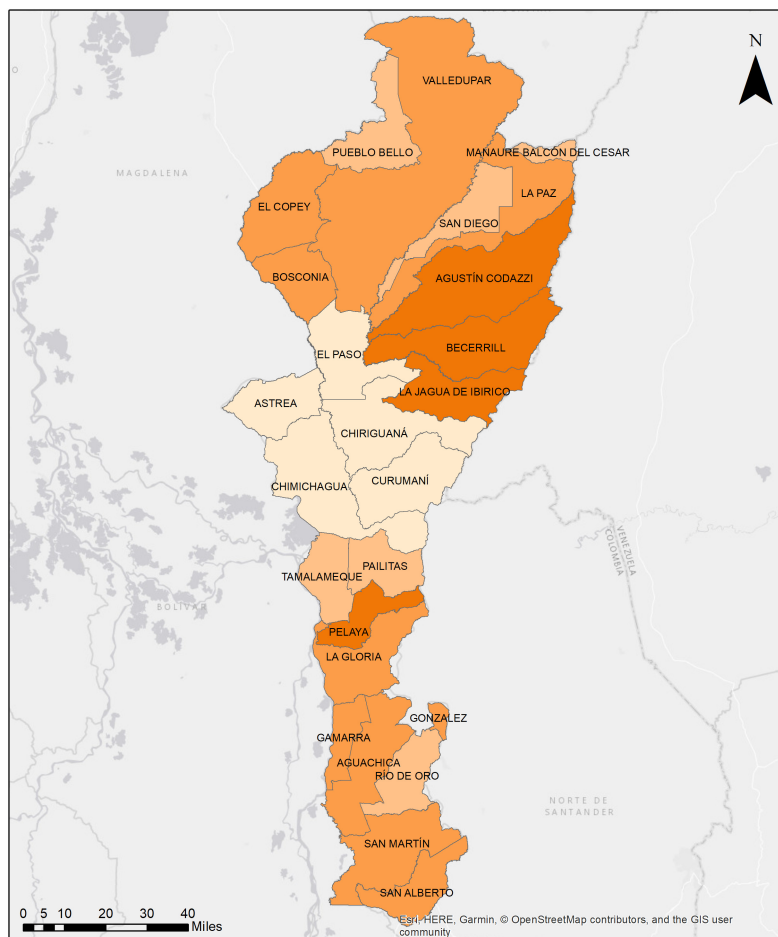 N
VALLEDUPAR
PUEBLO BELLO
MANAURE BALCÓN DEL CESAR
MAGDALENA
LA PAZ
EL COPEY
SAN DIEGO
BOSCONIA
AGUSTÍN CODAZZI
BECERRILL
EL PASO
LA JAGUA DE IBIRICO
ASTREA
CHIRIGUANÁ
CURUMANÍ
CHIMICHAGUA
VENEZUELA
COLOMBIA
PAILITAS
TAMALAMEQUE
BOLÍVAR
PELAYA
LA GLORIA
GONZALEZ
GAMARRA
AGUACHICA
RÍO DE ORO
NORTE DE
SANTANDER
SAN MARTÍN
SAN ALBERTO
0 5 10 20 30 40
Miles
Esri, HERE, Garmin, © OpenStreetMap contributors, and the GIS user
community